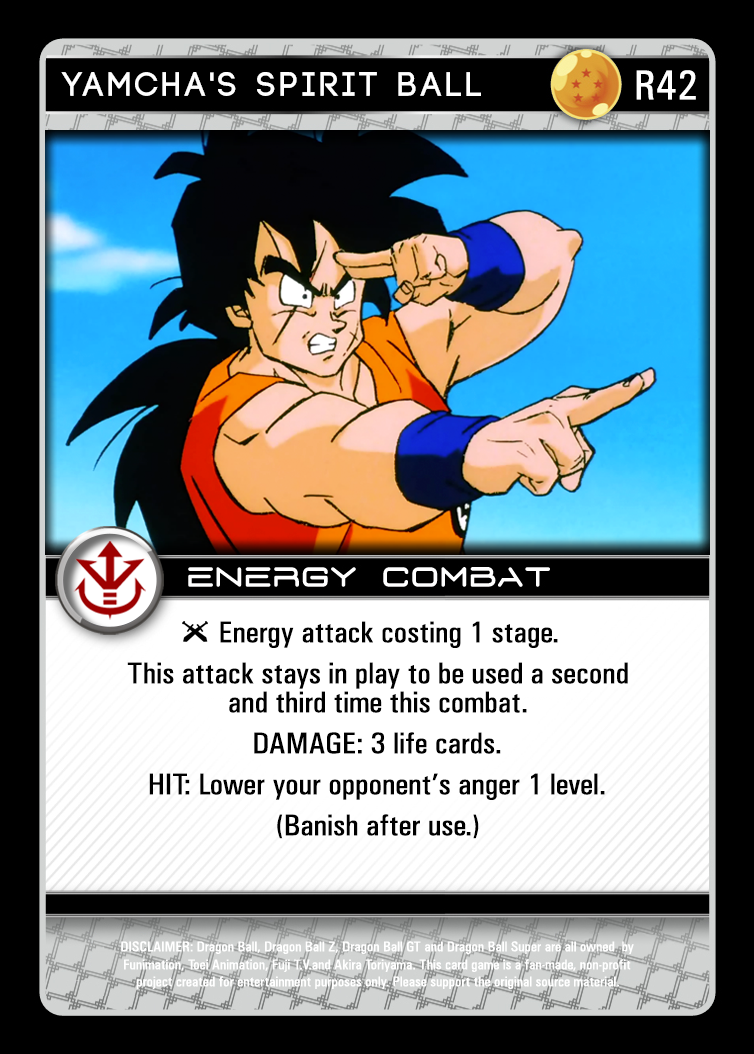 YAMCHA'S SPIRIT BALL
R42
ENERGY COMBAT
Energy attack costing 1 stage.
This attack stays in play to be used a second
and third time this combat.
DAMAGE: 3 life cards.
HIT: Lower your opponent's anger 1 level.
(Banish after use.)
DISCLAIMER: Dragon Ball, Dragon Ball Z, Dragon Ball GT and Dragon Ball Super are all owned by
Funimation, Toei Animation, Fuji T.V.and Akira Toriyama. This card game is a fan-made, non-profit
project created for entertainment purposes only. Please support the original source material.